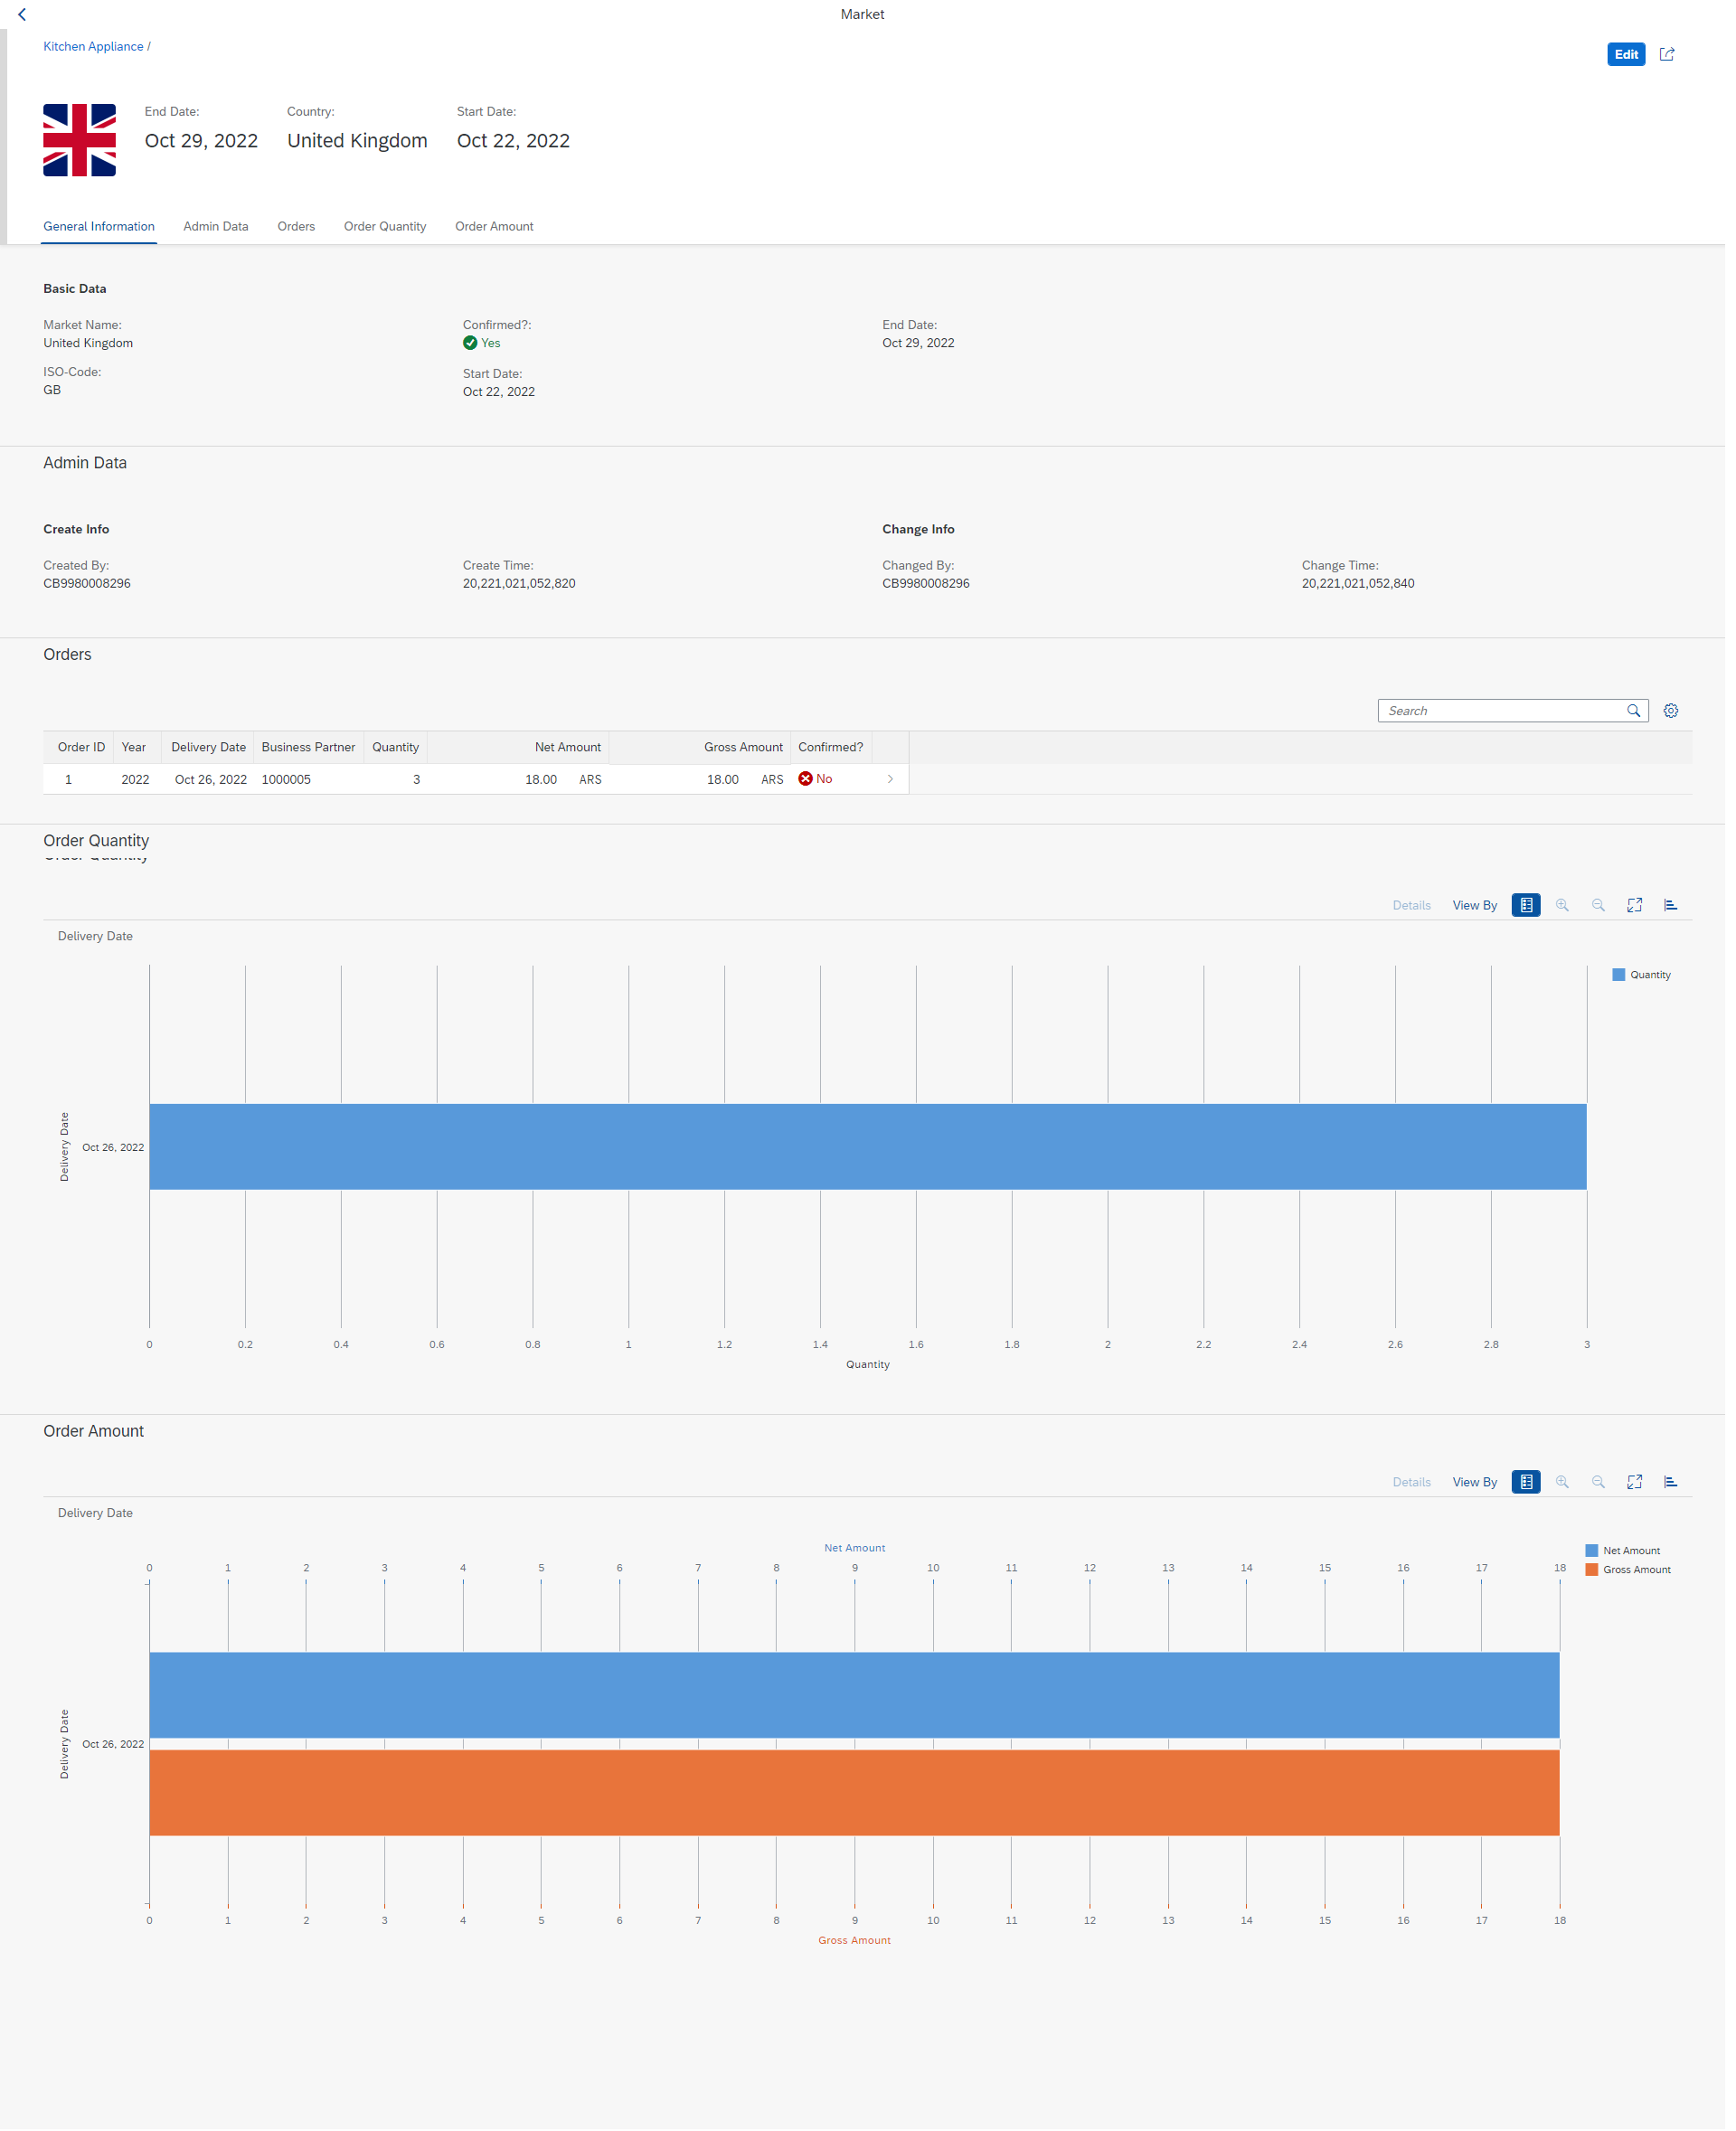 Market
Kitchen Appliance /
Edit
End Date: Country: Start Date:
Oct 29, 2022 United Kingdom Oct 22, 2022
General Information Admin Data Orders Order Quantity Order Amount
Basic Data
Market Name: Confirmed?: End Date:
United Kingdom Yes Oct 29, 2022
ISO-Code: Start Date:
GB Oct 22, 2022
Admin Data
Create Info Change Info
Created By: Create Time: Changed By: Change Time:
CB9980008296 20,221,021,052,820 CB9980008296 20,221,021,052,840
Orders
Search
Order ID Year Delivery Date Business Partner Quantity Net Amount Gross Amount Confirmed?
1 2022 Oct 26, 2022 1000005 3 18.00 ARS 18.00 ARS No
Order Quantity
Order Quantity
Details View By
Delivery Date
Quantity
Delivery Date
Oct 26, 2022
0 0.2 0.4 0.6 0.8 1 1.2 1.4 1.6 1.8 2 2.2 2.4 2.6 2.8 3
Quantity
Order Amount
Details View By
Delivery Date
Net Amount
0 1 2 3 4 5 6 7 8 9 10 11 12 13 14 15 16 17 18
Net Amount
Gross Amount
Delivery Date
Oct 26, 2022
0 1 2 3 4 5 6 7 8 9 10 11 12 13 14 15 16 17 18
Gross Amount